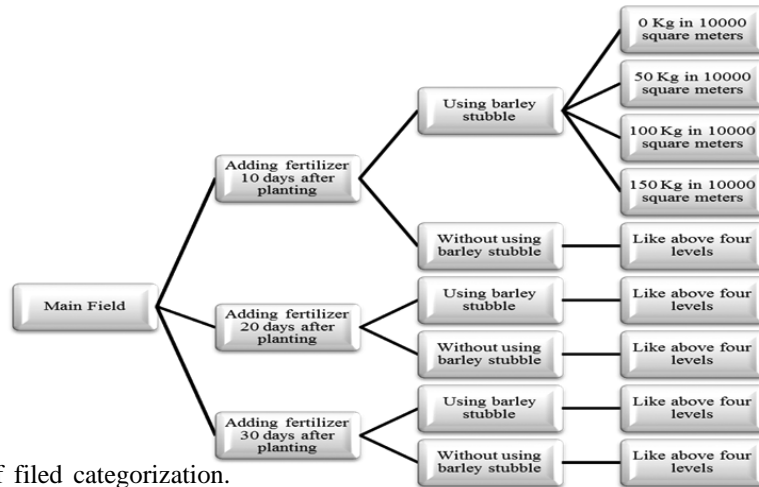 0 Kg in 10000
square meters
50 Kg in 10000
square meters
100 Kg in 10000
square meters
150 Kg in 10000
square meters
Using barley
stubble
Adding fertilizer
10 days after
planting
Without using
barley stubble
Like above four
levels
Main Field
Adding fertilizer
20 days after
planting
Using barley
stubble
Like above four
levels
Without using
barley stubble
Like above four
levels
Adding fertilizer
30 days after
planting
Using barley
stubble
Like above four
levels
Without using
barley stubble
Like above four
levels
filed categorization.